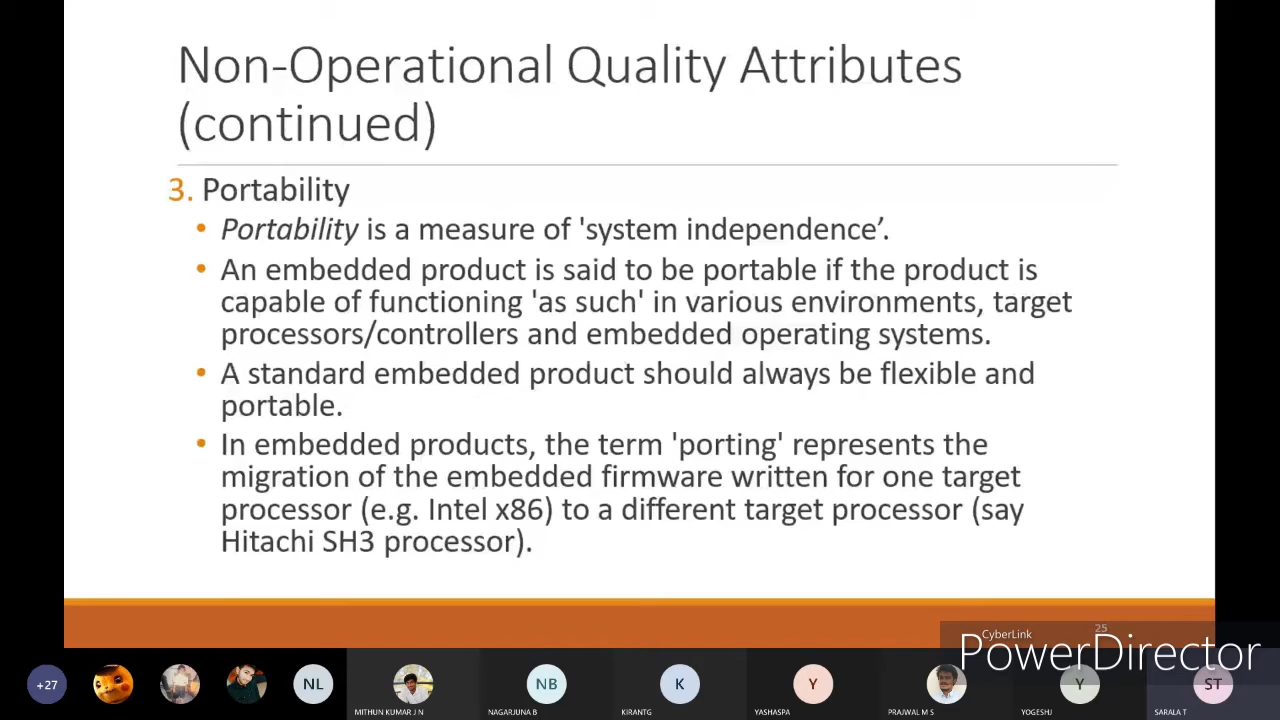 Non-Operational Quality Attributes
(continued)
3. Portability
• Portability is a measure of 'system independence’.
• An embedded product is said to be portable if the product is
capable of functioning 'as such' in various environments, target
processors/controllers and embedded operating systems.
• A standard embedded product should always be flexible and
portable.
• In embedded products, the term 'porting' represents the
migration of the embedded firmware written for one target
processor (e.g. Intel x86) to a different target processor (say
Hitachi SH3 processor).
25
CyberLink
PowerDirector
+27
NL
NB
K
Y
Y
ST
MITHUN KUMAR J N
NAGARJUNA B
KIRANTG
YASHASPA
PRAJWAL M S
YOGESHJ
SARALA T